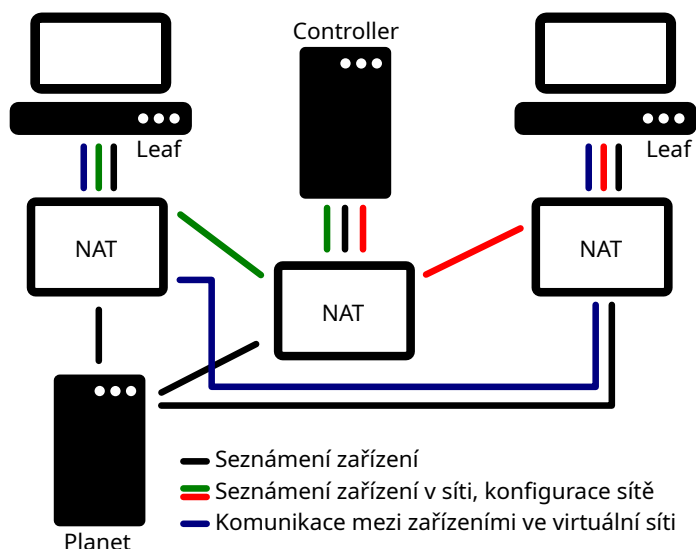 Controller
Leaf
Leaf
NAT
NAT
NAT
Seznámení zařízení
Seznámení zařízení v síti, konfigurace sítě
Komunikace mezi zařízeními ve virtuální síti
Planet